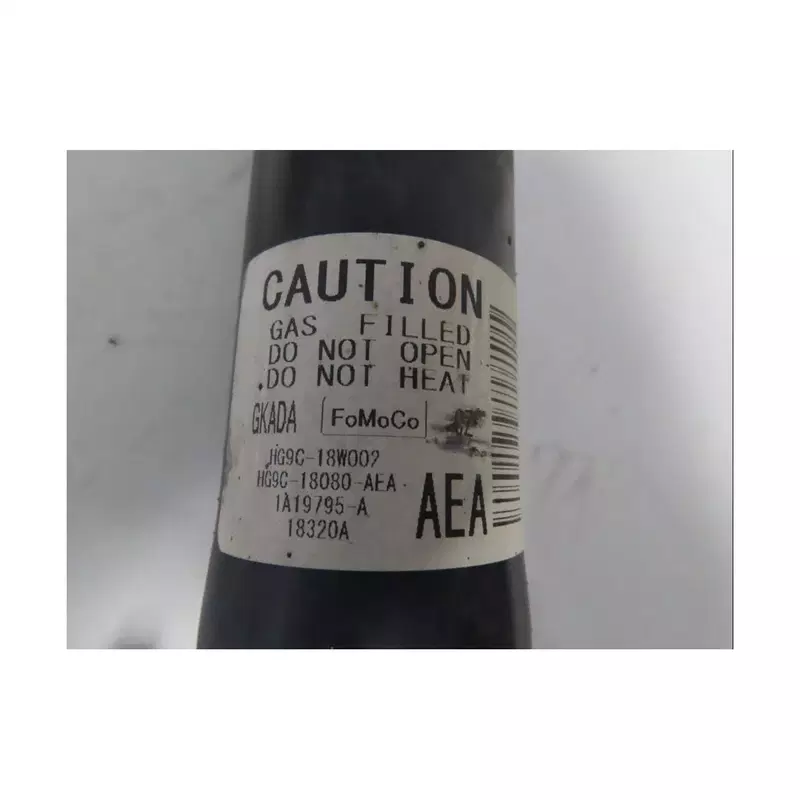 CAUTION
GAS FILLED
DO NOT OPEN
DO NOT HEAT
GKADA FoMoCo
HG9C-18W002
HG9C-18080-AEA
1A19795-A
18320A
AEA